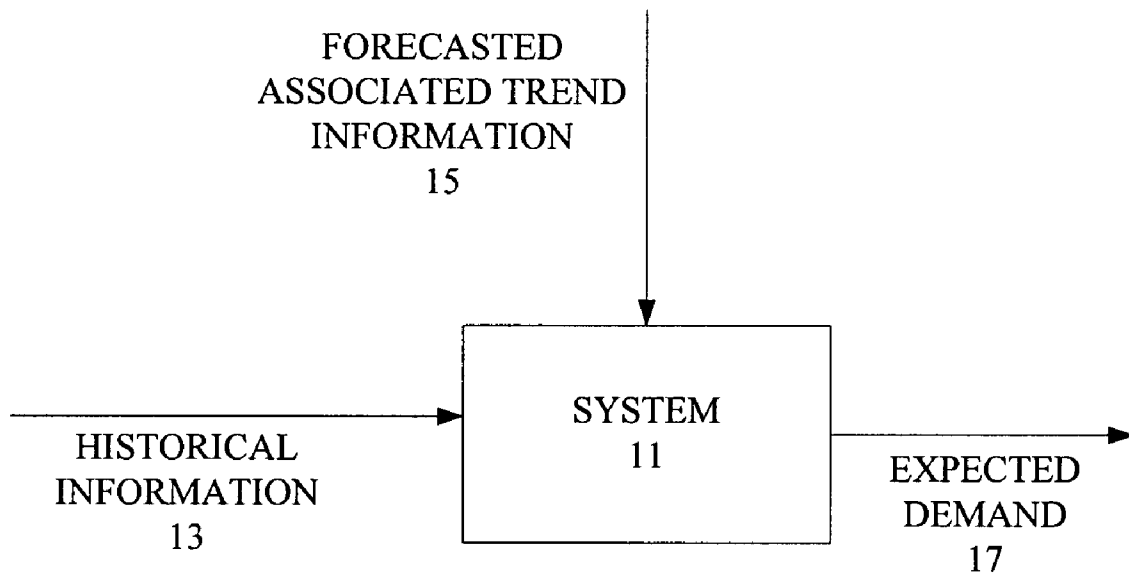 FORECASTED
ASSOCIATED TREND
INFORMATION
15
HISTORICAL
INFORMATION
13
SYSTEM
11
EXPECTED
DEMAND
17